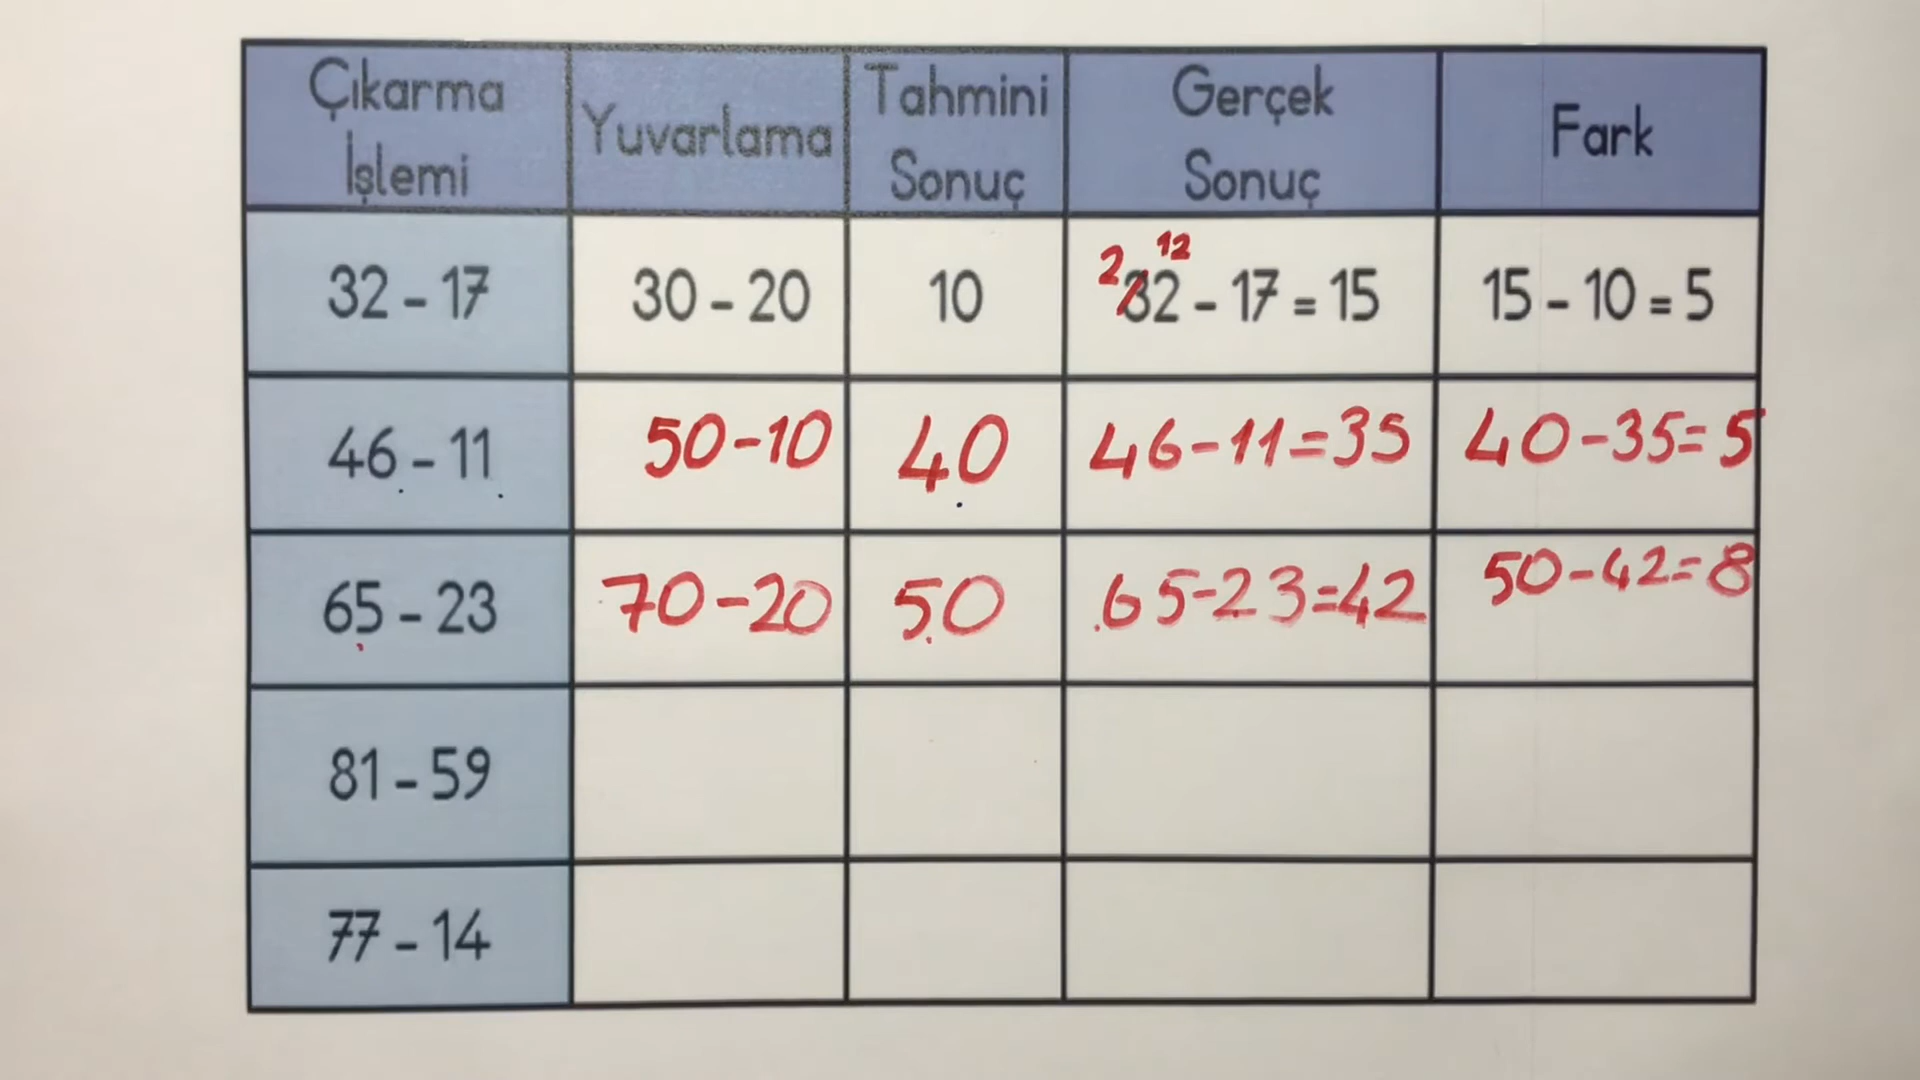 Çıkarma
İşlemi
Yuvarlama
Tahmini
Sonuç
Gerçek
Sonuç
Fark
32 - 17
30 - 20
10
2 12
32 - 17 = 15
15 - 10 = 5
46 - 11
50-10
40
46-11=35
40-35=5
65 - 23
70-20
50
65-23=42
50-42=8
81 - 59
77 - 14